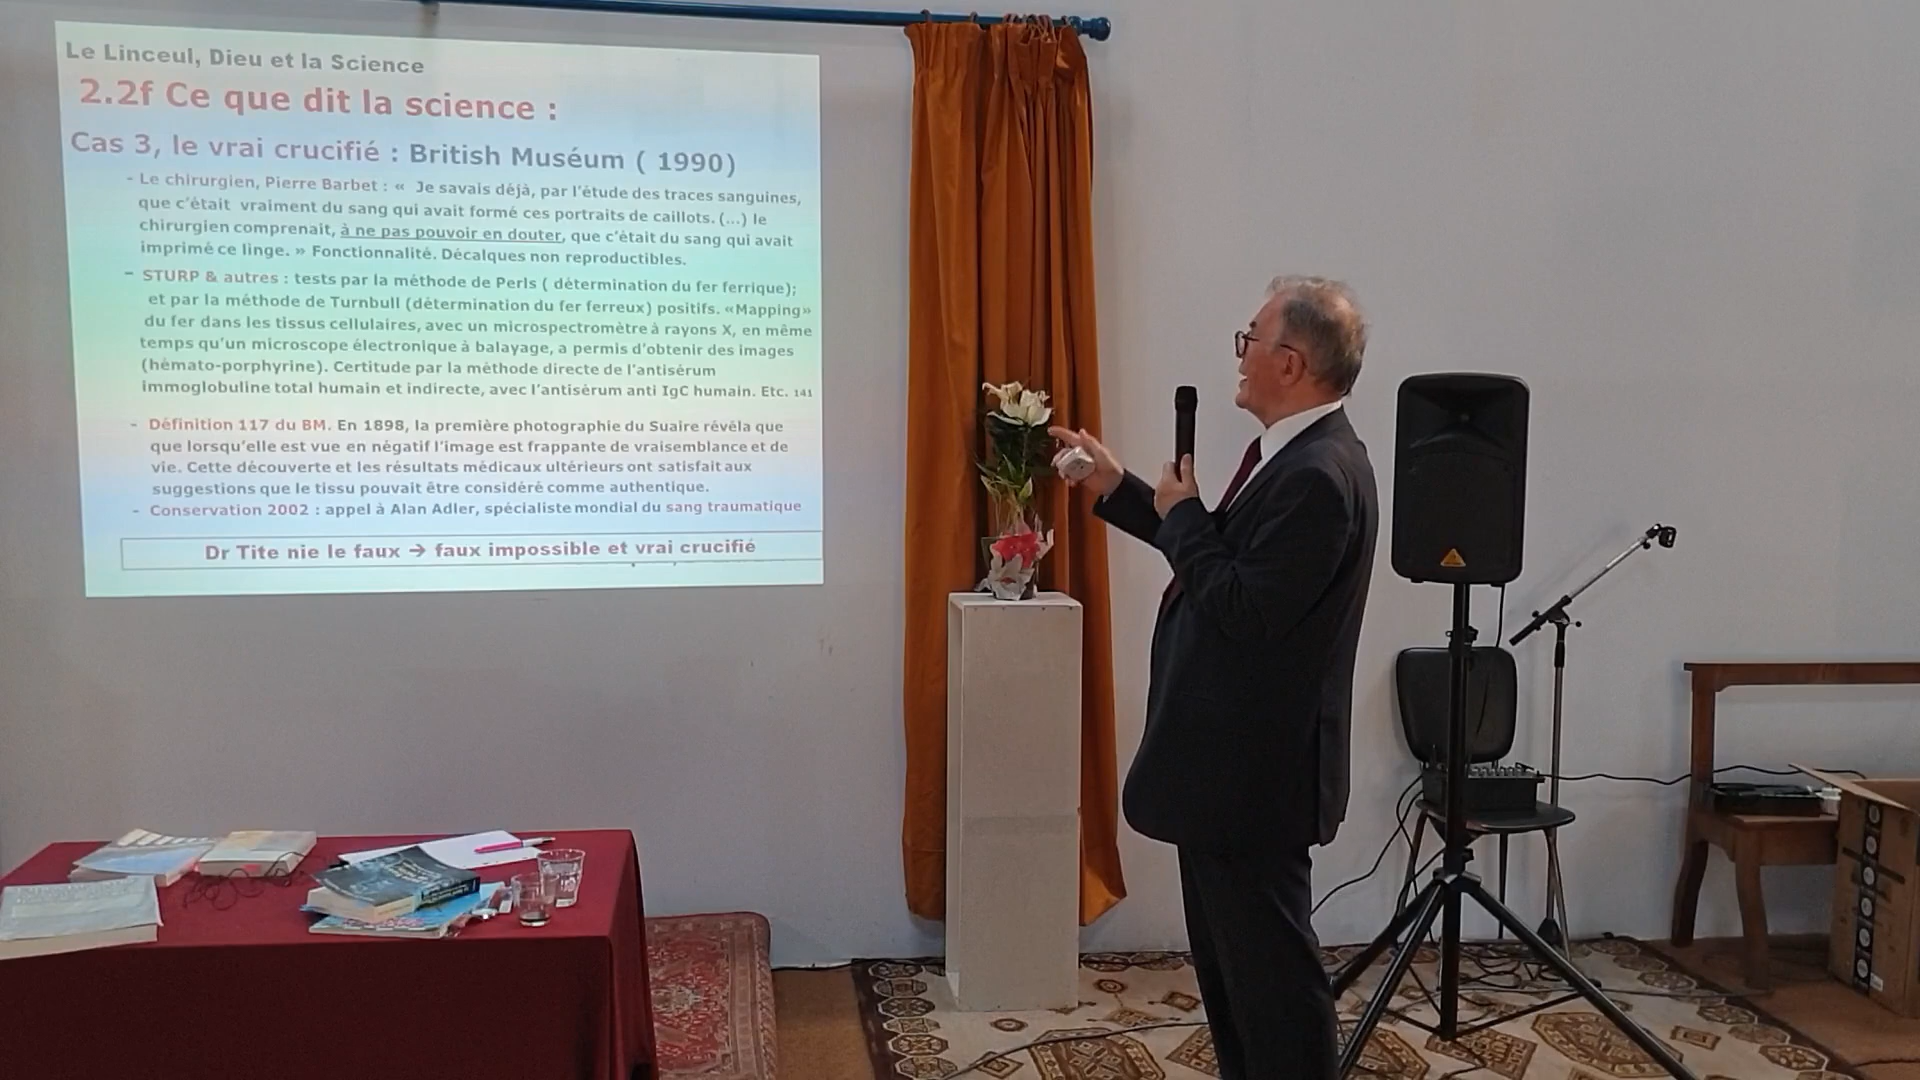 Le Linceul, Dieu et la Science
2.2f Ce que dit la science :
Cas 3, le vrai crucifié : British Muséum ( 1990)
- Le chirurgien, Pierre Barbet : « Je savais déjà, par l'étude des traces sanguines,
que c'était vraiment du sang qui avait formé ces portraits de caillots. (...) le
chirurgien comprenait, à ne pas pouvoir en douter, que c'était du sang qui avait
imprimé ce linge. » Fonctionnalité. Décalques non reproductibles.
- STURP & autres : tests par la méthode de Perls ( détermination du fer ferrique);
et par la méthode de Turnbull (détermination du fer ferreux) positifs. «Mapping»
du fer dans les tissus cellulaires, avec un microspectromètre à rayons X, en même
temps qu'un microscope électronique à balayage, a permis d'obtenir des images
(hémato-porphyrine). Certitude par la méthode directe de l'antisérum
immoglobuline total humain et indirecte, avec l'antisèrum anti IgC humain. Etc. 141
- Définition 117 du BM. En 1898, la première photographie du Suaire révéla que
que lorsqu'elle est vue en négatif l'image est frappante de vraisemblance et de
vie. Cette découverte et les résultats médicaux ultérieurs ont satisfait aux
suggestions que le tissu pouvait être considéré comme authentique.
- Conservation 2002 : appel à Alan Adler, spécialiste mondial du sang traumatique
Dr Tite nie le faux → faux impossible et vrai crucifié